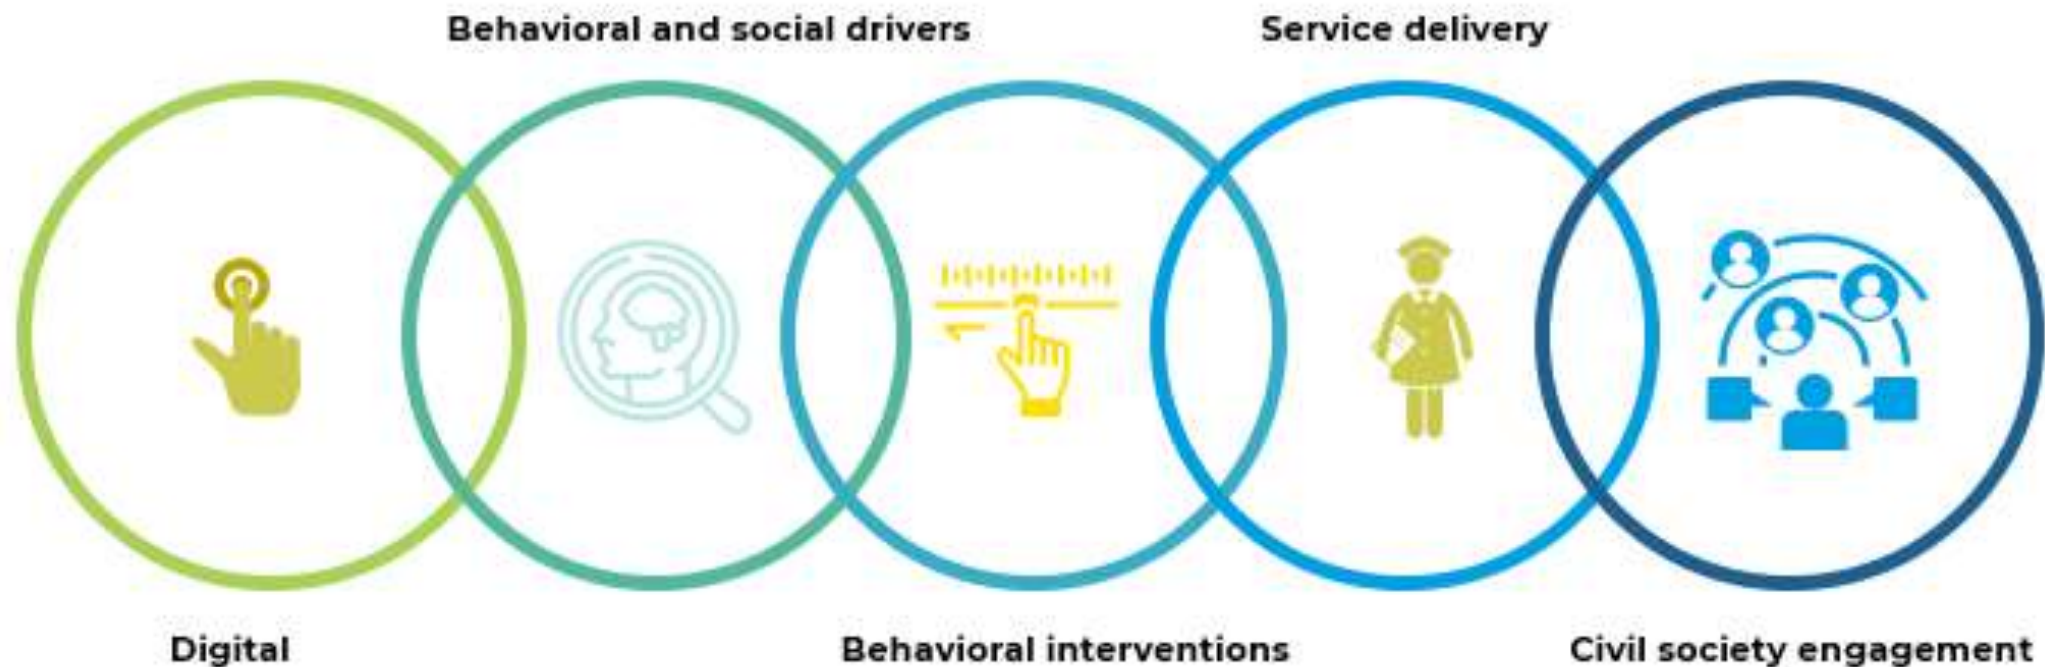 Behavioral and social drivers
Service delivery
Digital
Behavioral interventions
Civil society engagement